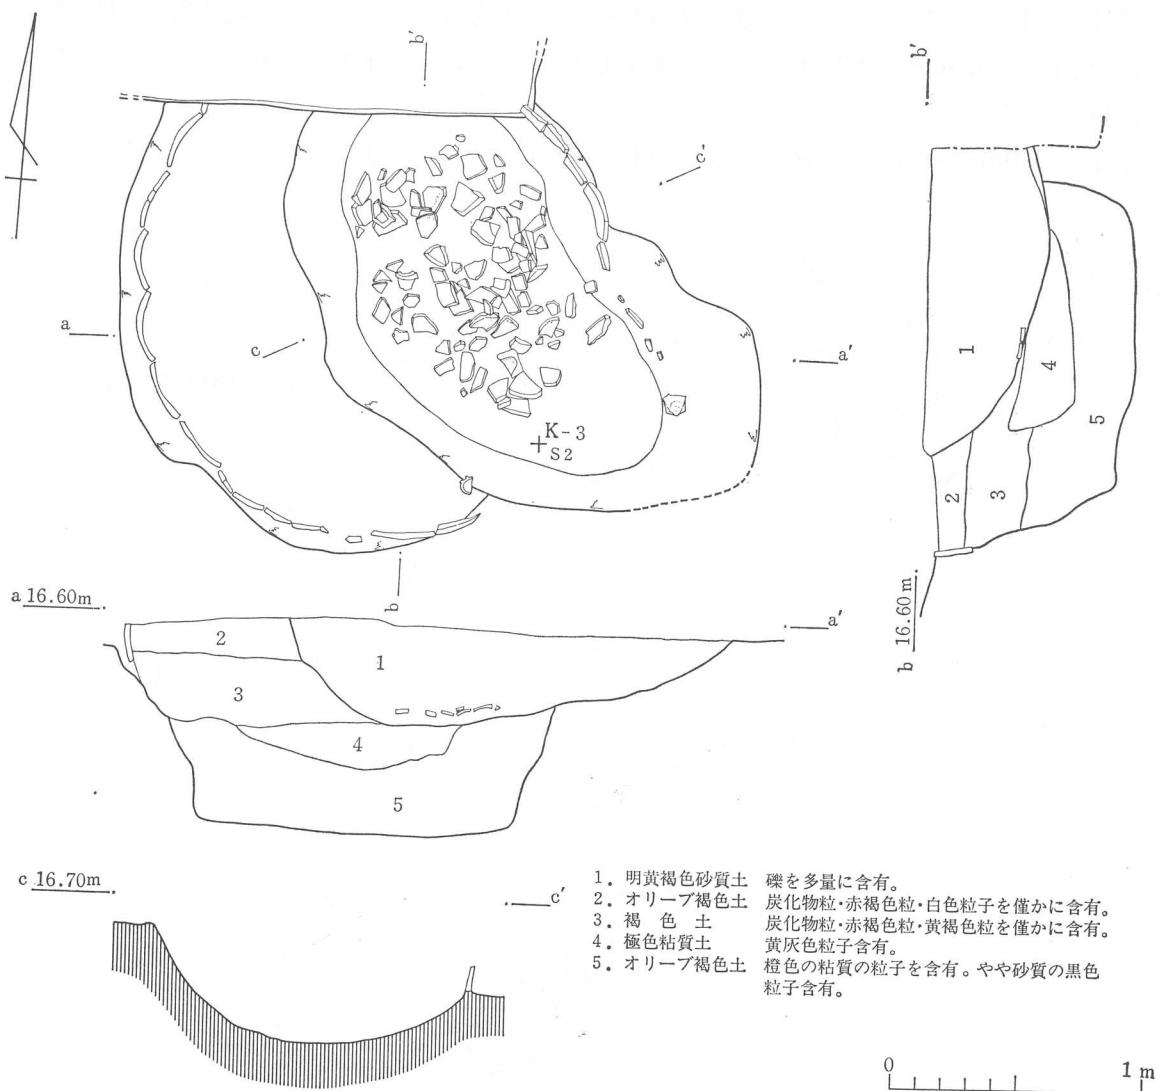 b'
b'
c'
a
c
a'
K-3
S2
1
4
5
2
3
b
a 16.60m
a'
b 16.60m
2
1
3
4
5
c 16.70m
c'
1. 明黄褐色砂質土 礫を多量に含有。
2. オリーブ褐色土 炭化物粒・赤褐色粒・白色粒子を僅かに含有。
3. 褐色土 炭化物粒・赤褐色粒・黄褐色粒を僅かに含有。
4. 極色粘質土 黄灰色粒子含有。
5. オリーブ褐色土 橙色の粘質の粒子を含有。やや砂質の黒色
粒子含有。
0 1m